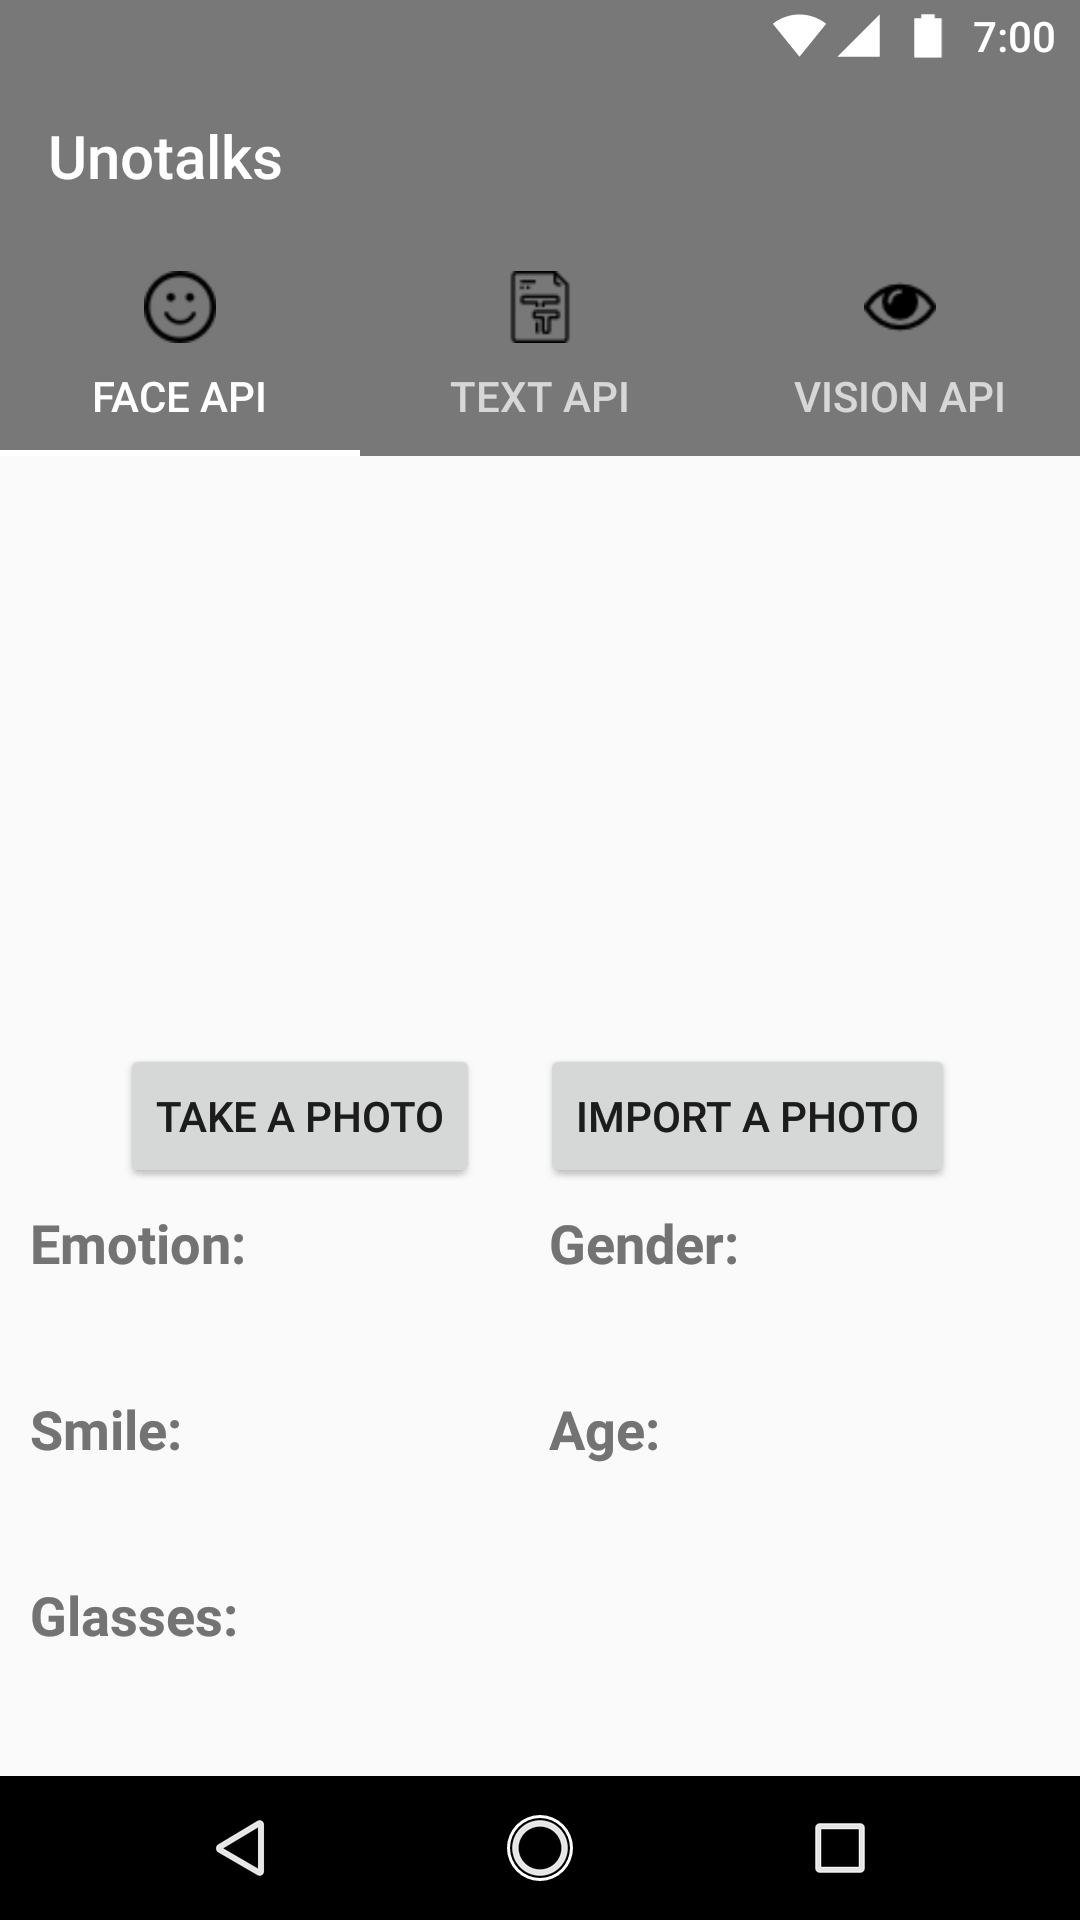 7:00
Unotalks
FACE API TEXT API VISION API
TAKE A PHOTO IMPORT A PHOTO
Emotion: Gender:
Smile: Age:
Glasses: